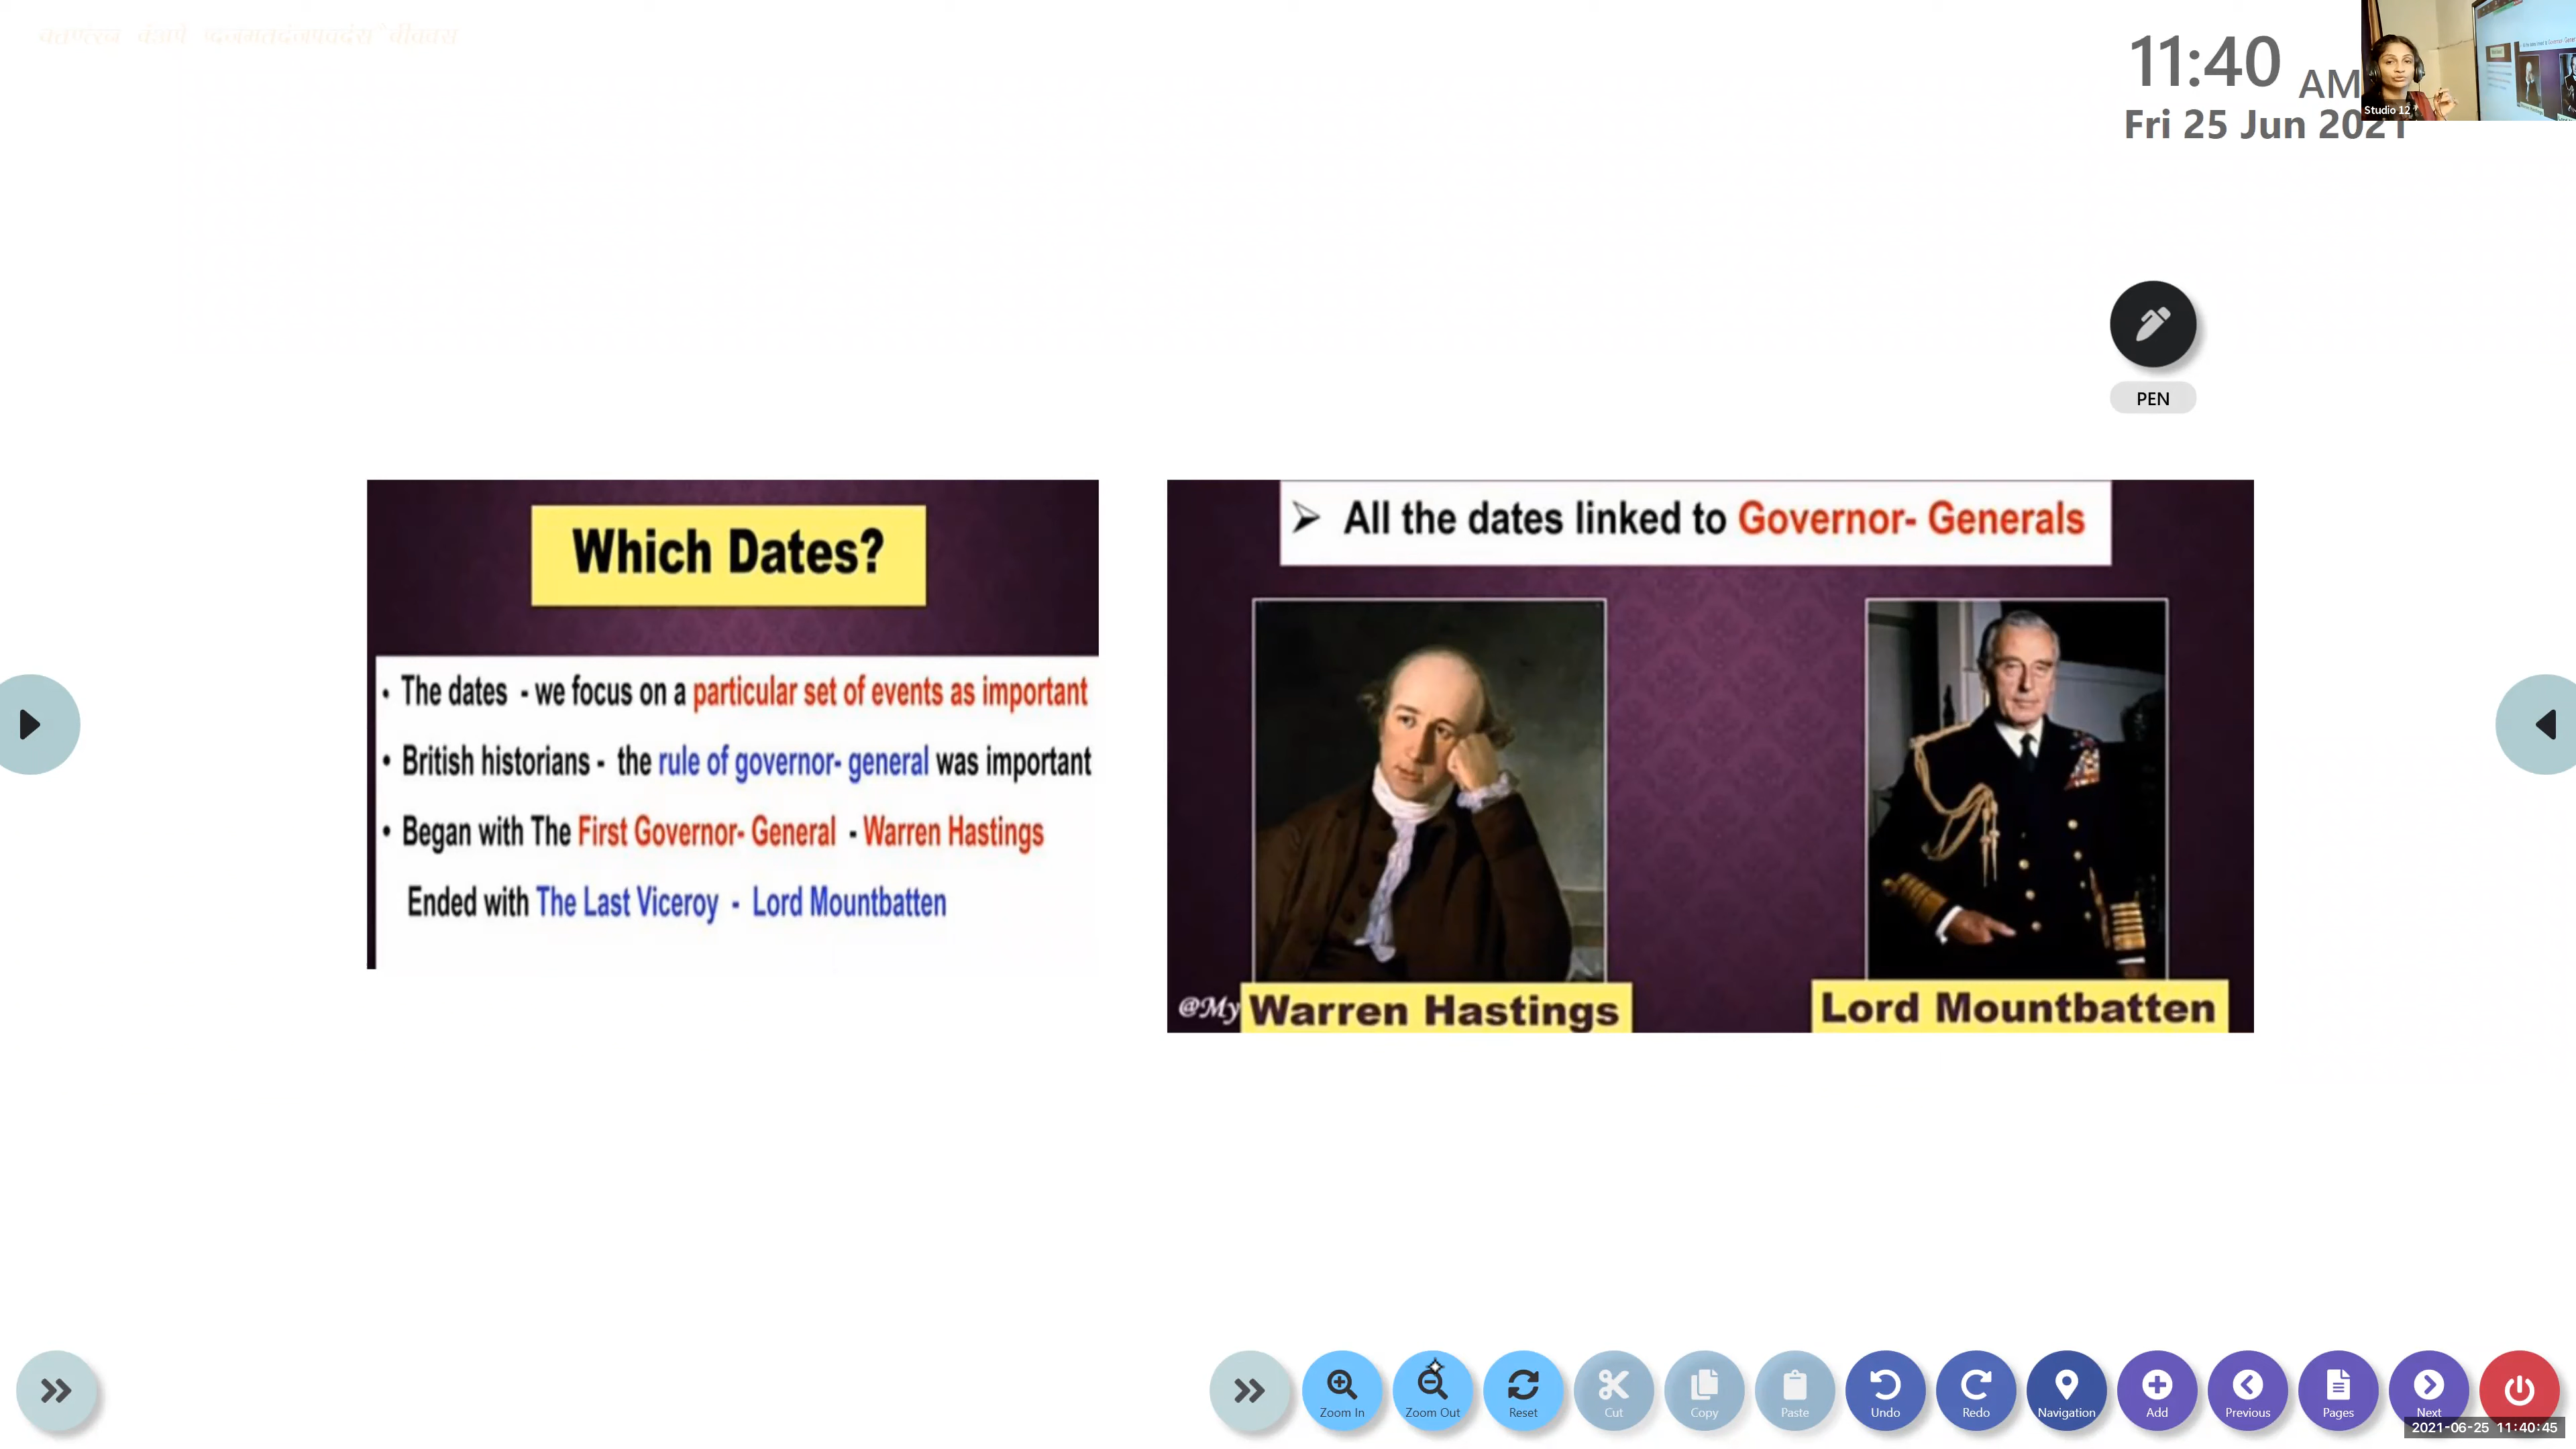 11:40 AM
Studio 12
Fri 25 Jun 2021
PEN
Which Dates?
• The dates - we focus on a particular set of events as important
• British historians - the rule of governor- general was important
• Began with The First Governor- General - Warren Hastings
Ended with The Last Viceroy - Lord Mountbatten
➢ All the dates linked to Governor- Generals
@My
Warren Hastings
Lord Mountbatten
Zoom In
Zoom Out
Reset
Cut
Copy
Paste
Undo
Redo
Navigation
Add
Previous
Pages
Next
2021-06-25 11:40:45